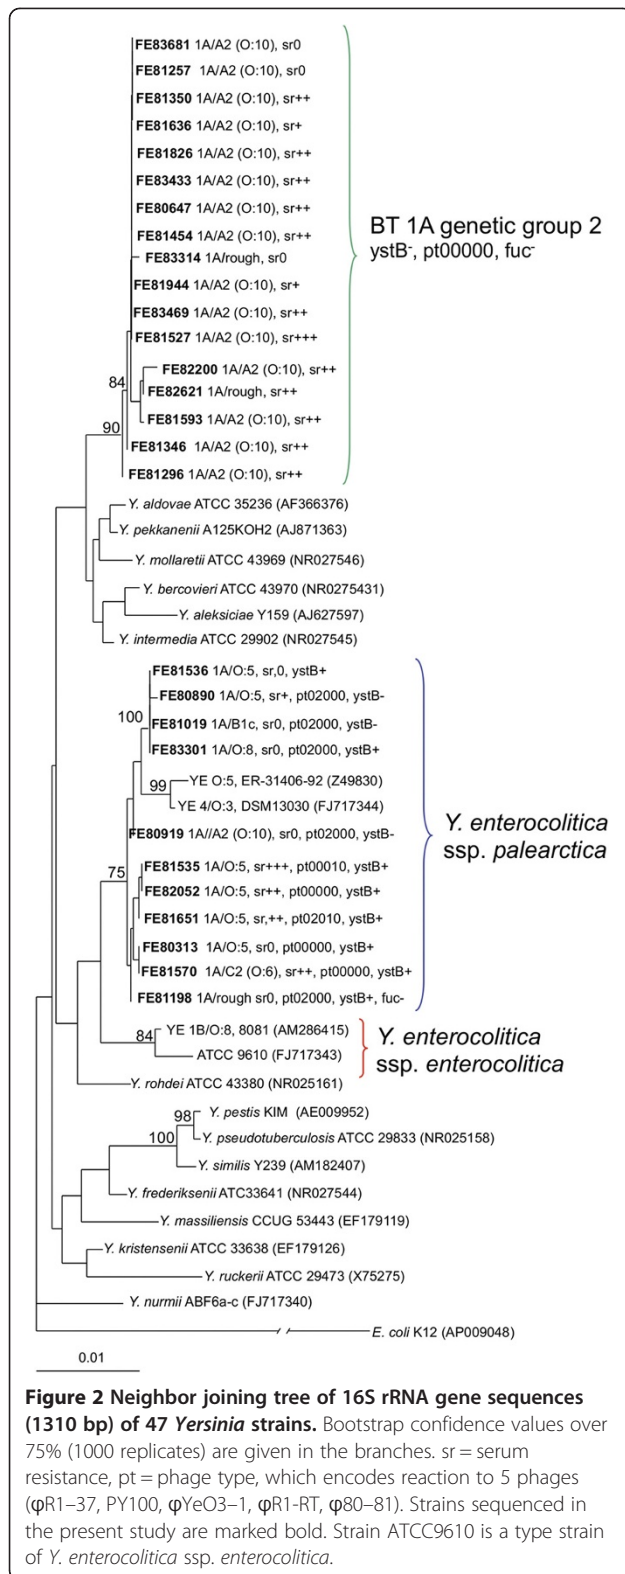 FE83681 1A/A2 (O:10), sr0
FE81257 1A/A2 (O:10), sr0
FE81350 1A/A2 (O:10), sr++
FE81636 1A/A2 (O:10), sr+
FE81826 1A/A2 (O:10), sr++
FE83433 1A/A2 (O:10), sr++
FE80647 1A/A2 (O:10), sr++
FE81454 1A/A2 (O:10), sr++
FE83314 1A/rough, sr0
FE81944 1A/A2 (O:10), sr+
FE83469 1A/A2 (O:10), sr++
FE81527 1A/A2 (O:10), sr+++
FE82200 1A/A2 (O:10), sr++
FE82621 1A/rough, sr++
FE81593 1A/A2 (O:10), sr++
FE81346 1A/A2 (O:10), sr++
FE81296 1A/A2 (O:10), sr++
84
90
BT 1A genetic group 2
ystB-, pt00000, fuc-
Y. aldovae ATCC 35236 (AF366376)
Y. pekkanenii A125KOH2 (AJ871363)
Y. mollaretii ATCC 43969 (NR027546)
Y. bercovieri ATCC 43970 (NR0275431)
Y. aleksiciae Y159 (AJ627597)
Y. intermedia ATCC 29902 (NR027545)
FE81536 1A/O:5, sr,0, ystB+
FE80890 1A/O:5, sr+, pt02000, ystB-
FE81019 1A/B1c, sr0, pt02000, ystB-
FE83301 1A/O:8, sr0, pt02000, ystB+
YE O:5, ER-31406-92 (Z49830)
YE 4/O:3, DSM13030 (FJ717344)
FE80919 1A//A2 (O:10), sr0, pt02000, ystB-
FE81535 1A/O:5, sr+++, pt00010, ystB+
FE82052 1A/O:5, sr++, pt00000, ystB+
FE81651 1A/O:5, sr,++, pt02010, ystB+
FE80313 1A/O:5, sr0, pt00000, ystB+
FE81570 1A/C2 (O:6), sr++, pt00000, ystB+
FE81198 1A/rough sr0, pt02000, ystB+, fuc-
100
99
75
Y. enterocolitica
ssp. palearctica
84
YE 1B/O:8, 8081 (AM286415)
ATCC 9610 (FJ717343)
Y. enterocolitica
ssp. enterocolitica
Y. rohdei ATCC 43380 (NR025161)
98
100
Y. pestis KIM (AE009952)
Y. pseudotuberculosis ATCC 29833 (NR025158)
Y. similis Y239 (AM182407)
Y. frederiksenii ATC33641 (NR027544)
Y. massiliensis CCUG 53443 (EF179119)
Y. kristensenii ATCC 33638 (EF179126)
Y. ruckerii ATCC 29473 (X75275)
Y. nurmii ABF6a-c (FJ717340)
E. coli K12 (AP009048)
0.01
Figure 2 Neighbor joining tree of 16S rRNA gene sequences
(1310 bp) of 47 Yersinia strains. Bootstrap confidence values over
75% (1000 replicates) are given in the branches. sr = serum
resistance, pt = phage type, which encodes reaction to 5 phages
(φR1–37, PY100, φYeO3–1, φR1-RT, φ80–81). Strains sequenced in
the present study are marked bold. Strain ATCC9610 is a type strain
of Y. enterocolitica ssp. enterocolitica.